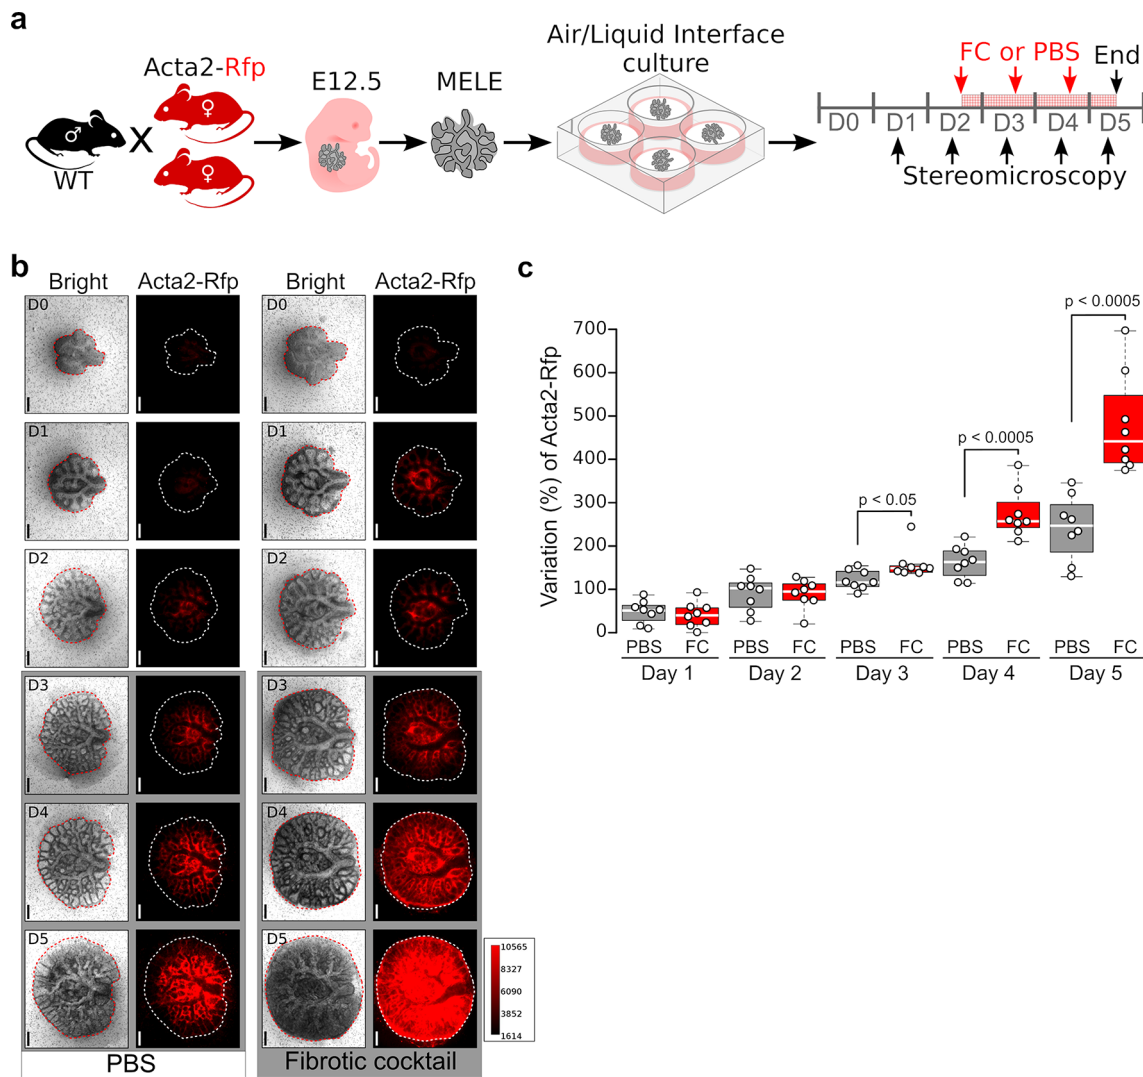 a
Acta2-Rfp
WT
X
♂
♀
♀
E12.5
MELE
Air/Liquid Interface
culture
FC or PBS
End
D0 D1 D2 D3 D4 D5
Stereomicroscopy
b
Bright Acta2-Rfp Bright Acta2-Rfp
D0 D0
D1 D1
D2 D2
D3 D3
D4 D4
D5 D5
10565
8327
6090
3852
1614
PBS Fibrotic cocktail
c
Variation (%) of Acta2-Rfp
700
600
500
400
300
200
100
0
p < 0.05
p < 0.0005
p < 0.0005
PBS FC PBS FC PBS FC PBS FC PBS FC
Day 1 Day 2 Day 3 Day 4 Day 5